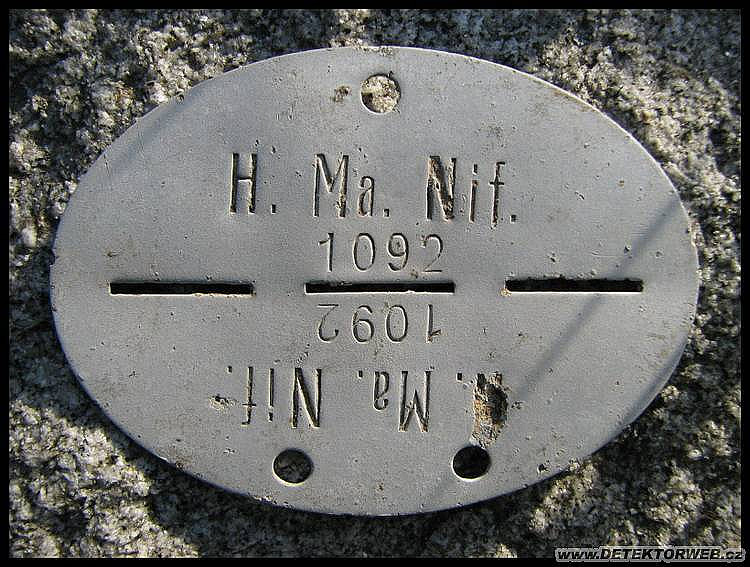 H. Ma. Nif.
1092
1092
. Ma. Nif.
www.DETEKTORWEB.cz